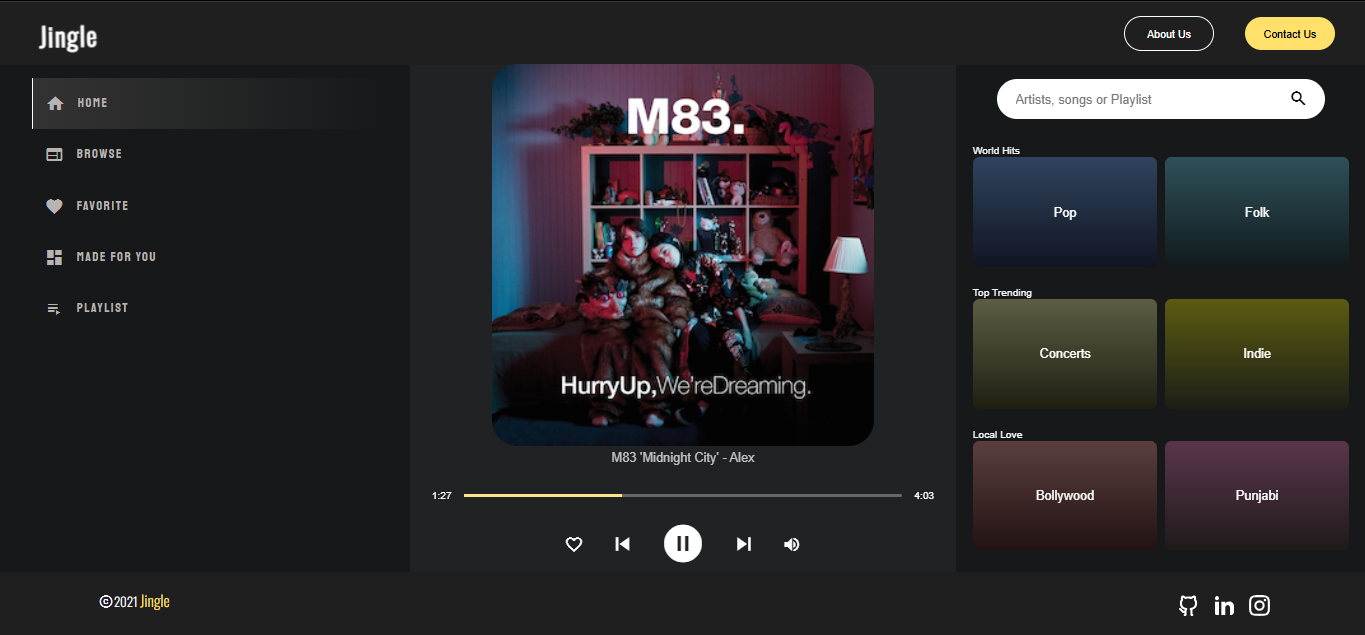 Jingle
About Us
Contact Us
HOME
BROWSE
FAVORITE
MADE FOR YOU
PLAYLIST
M83.
HurryUp,We'reDreaming.
M83 'Midnight City' - Alex
1:27
4:03
Artists, songs or Playlist
World Hits
Pop
Folk
Top Trending
Concerts
Indie
Local Love
Bollywood
Punjabi
©2021 Jingle
in